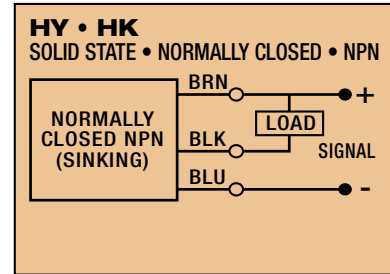 HY • HK
SOLID STATE • NORMALLY CLOSED • NPN
BRN
+
NORMALLY
CLOSED NPN
(SINKING)
LOAD
BLK
SIGNAL
BLU
-